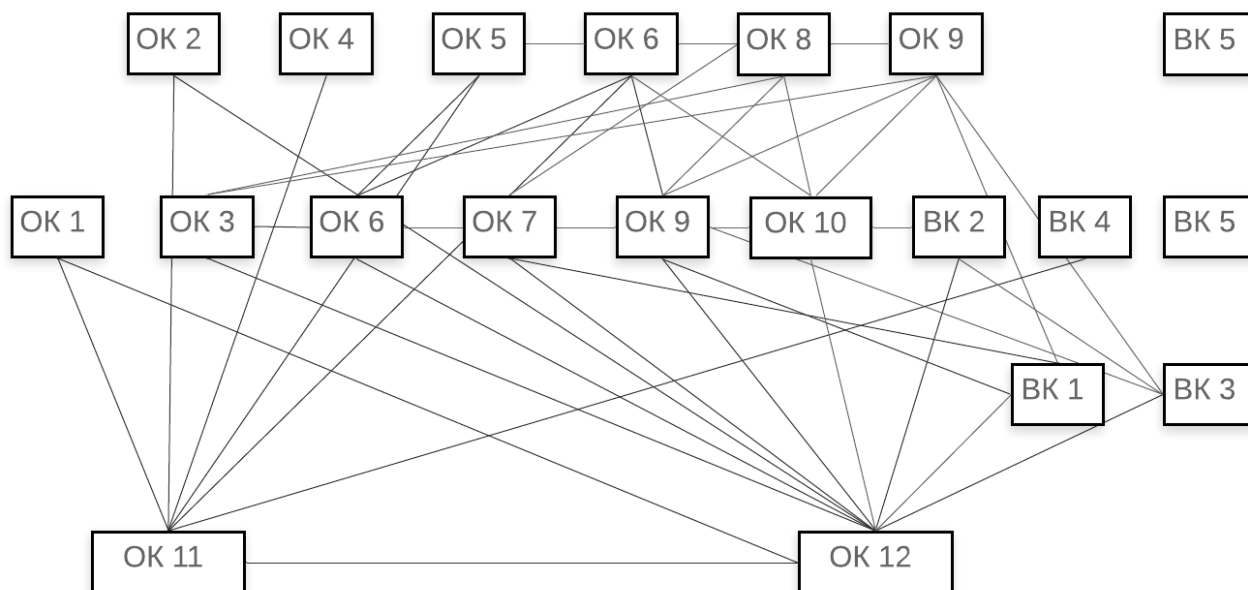 ОК 2
ОК 4
ОК 5
ОК 6
ОК 8
ОК 9
ВК 5
ОК 1
ОК 3
ОК 6
ОК 7
ОК 9
ОК 10
ВК 2
ВК 4
ВК 5
ВК 1
ВК 3
ОК 11
ОК 12